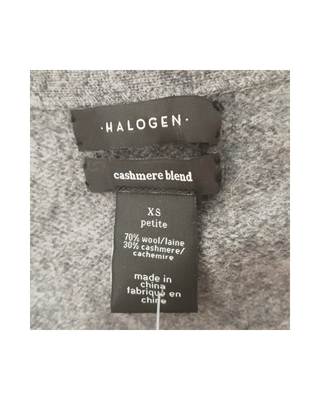 ·HALOGEN·
cashmere blend
XS
petite
70% wool/laine
30% cashmere/
cachemire
made in
china
fabriqué en
chine